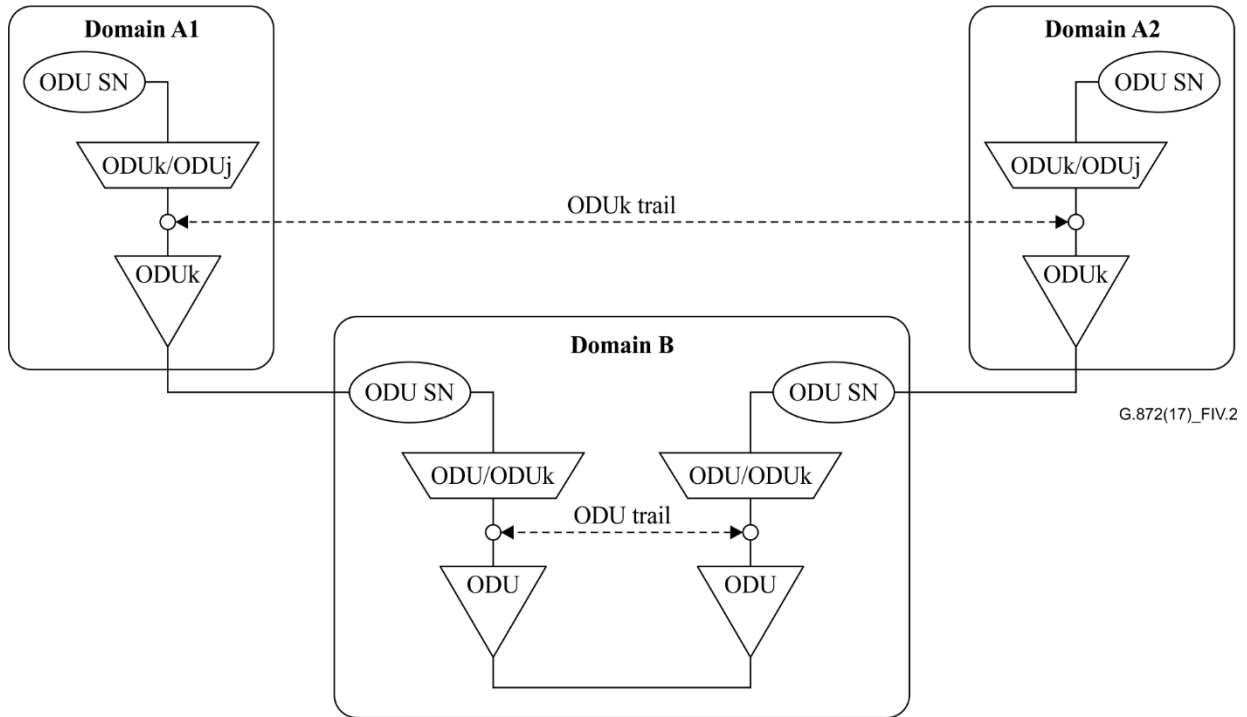 Domain A1
ODU SN
ODUk/ODUj
ODUk
Domain A2
ODU SN
ODUk/ODUj
ODUk
ODUk trail
Domain B
ODU SN
ODU SN
ODU/ODUk
ODU/ODUk
ODU trail
ODU
ODU
G.872(17)_FIV.2